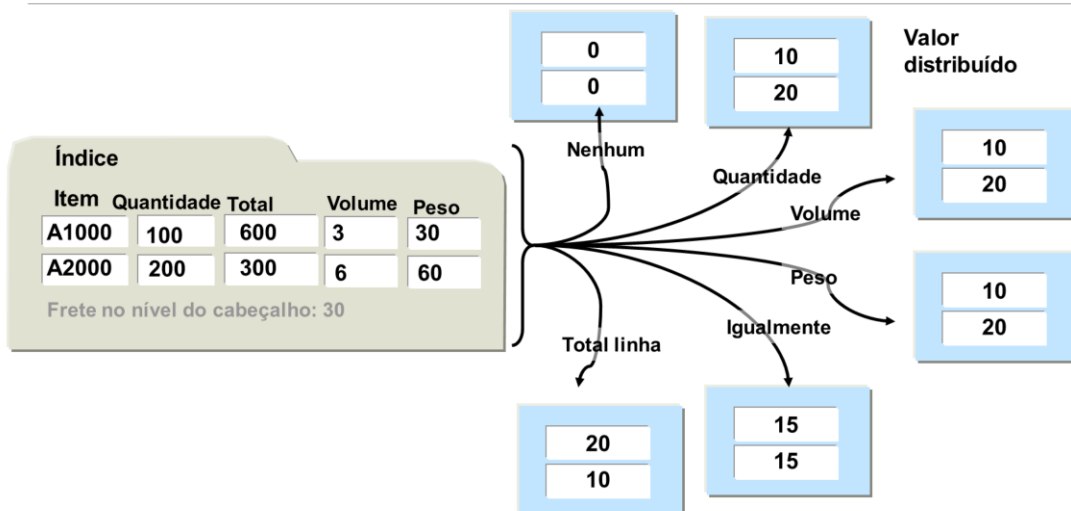 Índice
Item Quantidade Total Volume Peso
A1000 100 600 3 30
A2000 200 300 6 60
Frete no nível do cabeçalho: 30
0
0
Nenhum
10
20
Quantidade
Valor
distribuído
10
20
Volume
10
20
Peso
Igualmente
15
15
Total linha
20
10